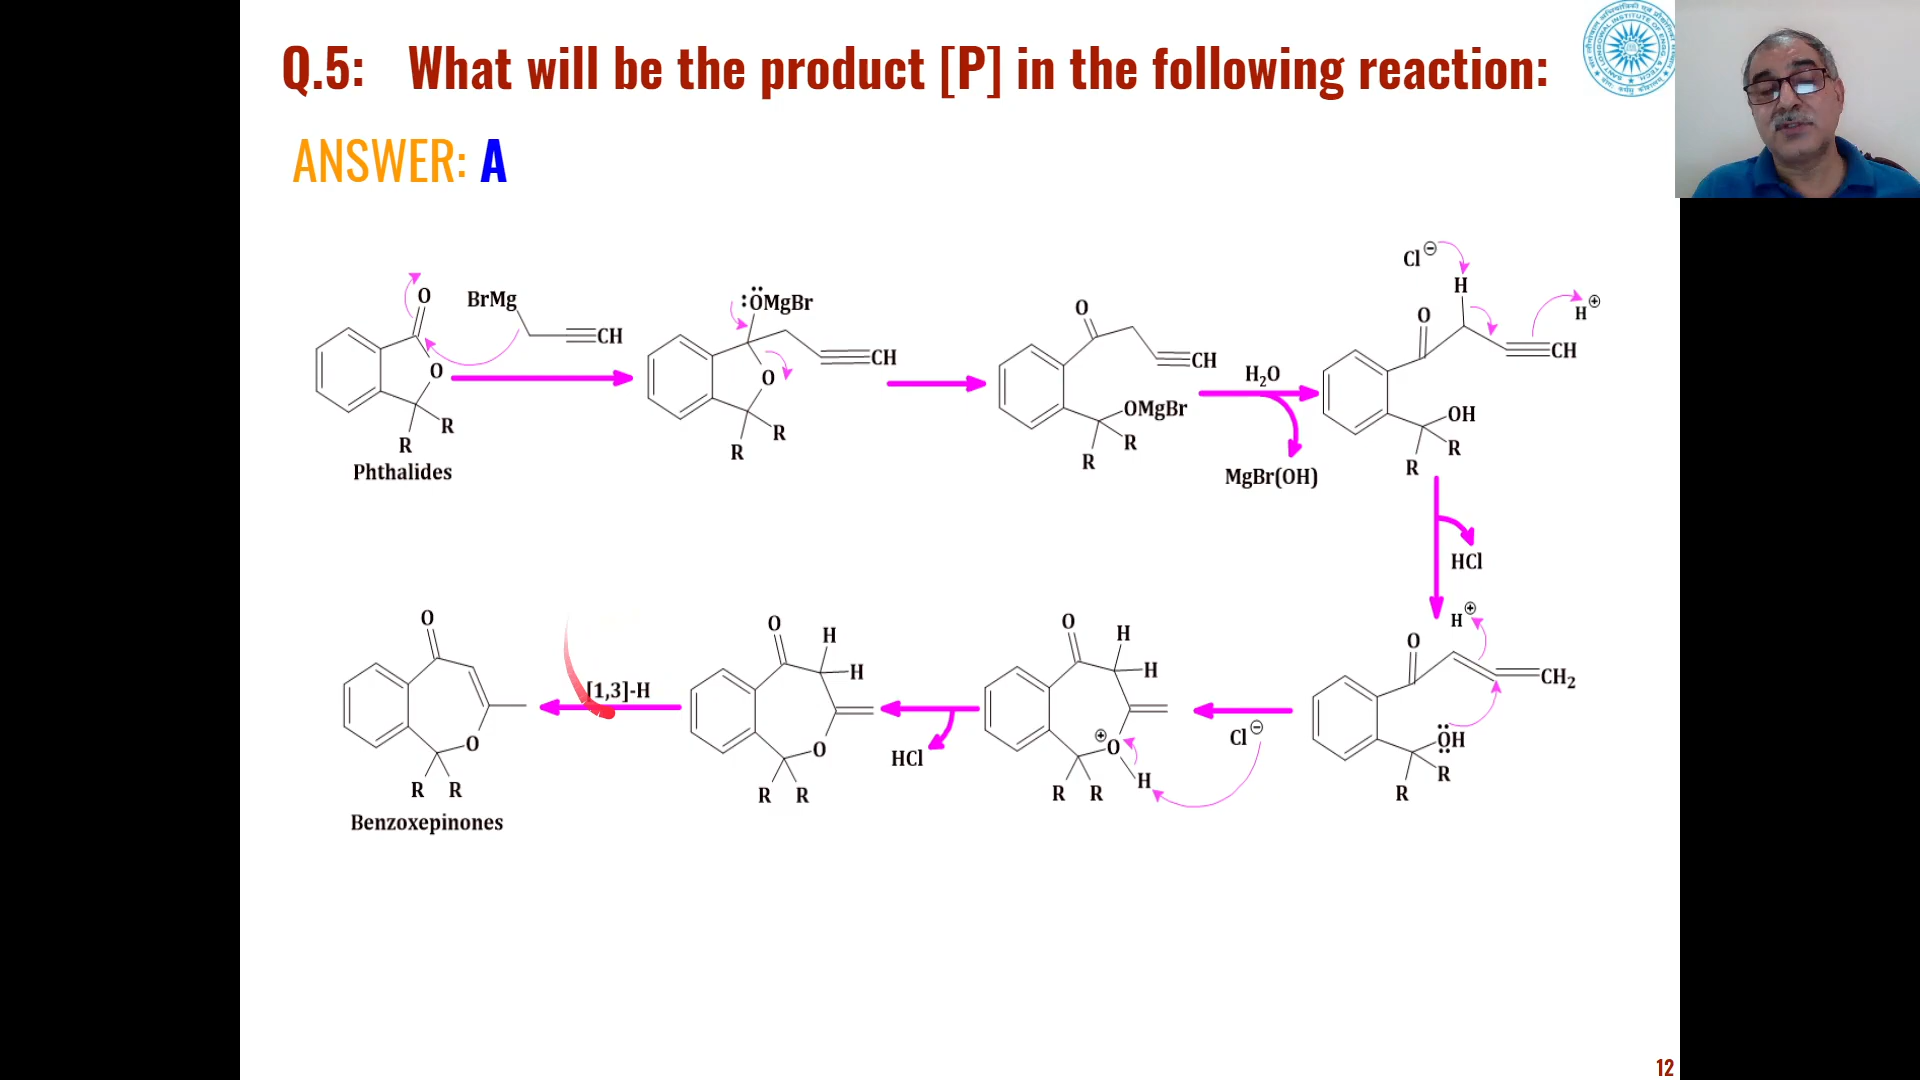 Q.5: What will be the product [P] in the following reaction:
ANSWER: A
O
BrMg
CH
O
R
R
Phthalides
:ÖMgBr
CH
O
R
R
O
CH
OMgBr
R
R
H₂O
MgBr(OH)
Cl⊖
H
H⊕
O
CH
OH
R
R
HCl
H⊕
O
CH₂
OH
R
R
Cl⊖
O
H
H
⊕
O
H
R R
HCl
O
H
H
O
R R
[1,3]-H
O
O
R R
Benzoxepinones
12